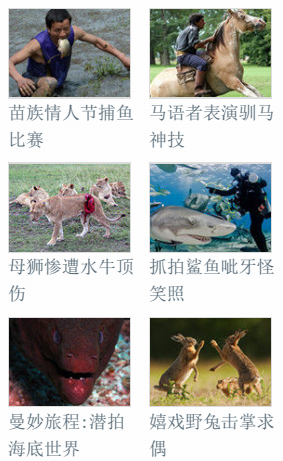 苗族情人节捕鱼
比赛
马语者表演驯马
神技
母狮惨遭水牛顶
伤
抓拍鲨鱼呲牙怪
笑照
曼妙旅程:潜拍
海底世界
嬉戏野兔击掌求
偶